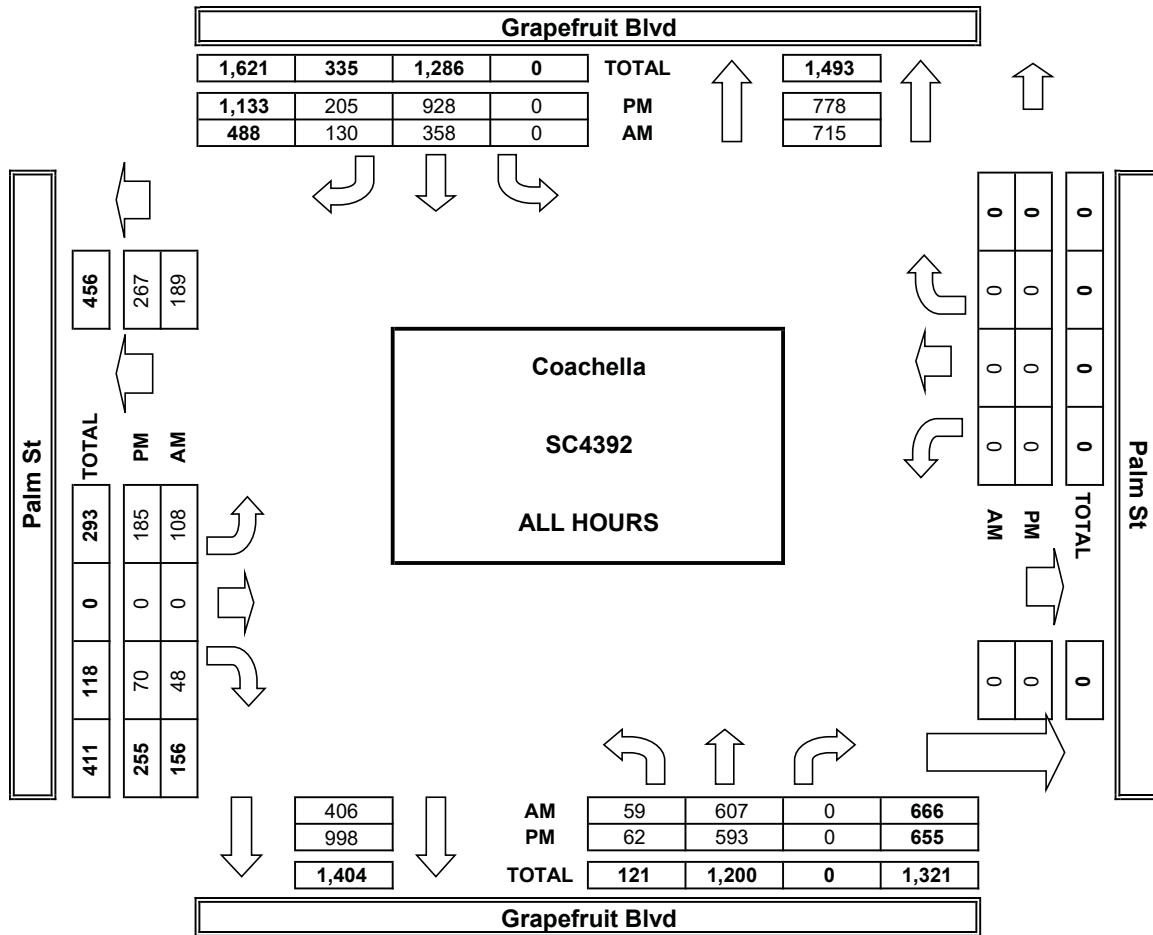 Grapefruit Blvd
1,621 335 1,286 0 TOTAL 1,493
1,133 205 928 0 PM 778
488 130 358 0 AM 715
Palm St
456 267 189
TOTAL PM AM
293 185 108
0 0 0
118 70 48
411 255 156
Coachella
SC4392
ALL HOURS
0 0 0
0 0 0
0 0 0
0 0 0
AM PM TOTAL
0 0 0
Palm St
406 AM 59 607 0 666
998 PM 62 593 0 655
1,404 TOTAL 121 1,200 0 1,321
Grapefruit Blvd